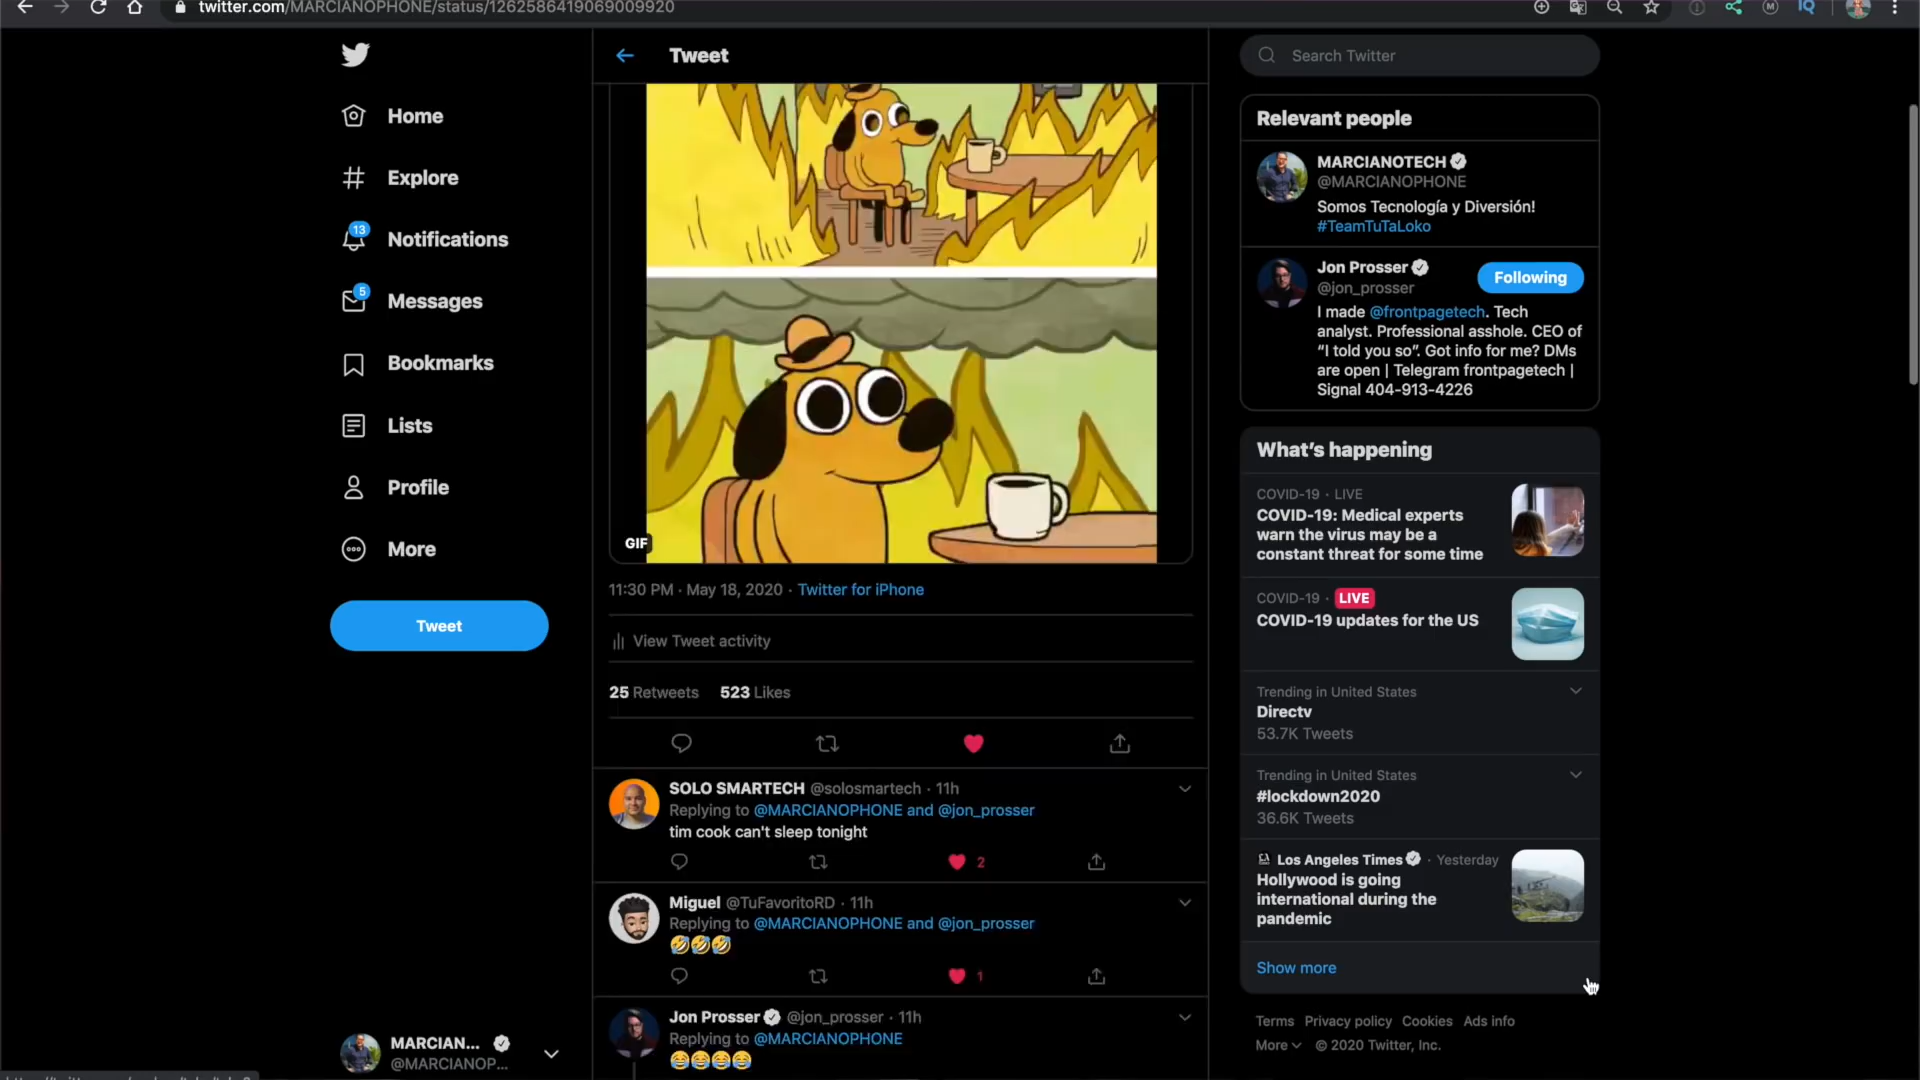 twitter.com/MARCIANOPHONE/status/1262586419069009920
Home
Explore
13
Notifications
5
Messages
Bookmarks
Lists
Profile
More
Tweet
MARCIAN...
@MARCIANOP...
Tweet
GIF
11:30 PM · May 18, 2020 · Twitter for iPhone
View Tweet activity
25 Retweets 523 Likes
SOLO SMARTECH @solosmartech · 11h
Replying to @MARCIANOPHONE and @jon_prosser
tim cook can't sleep tonight
2
Miguel @TuFavoritoRD · 11h
Replying to @MARCIANOPHONE and @jon_prosser
🤣🤣🤣
1
Jon Prosser @jon_prosser · 11h
Replying to @MARCIANOPHONE
😂😂😂😂
Search Twitter
Relevant people
MARCIANOTECH
@MARCIANOPHONE
Somos Tecnología y Diversión!
#TeamTuTaLoko
Jon Prosser
@jon_prosser
Following
I made @frontpagetech. Tech
analyst. Professional asshole. CEO of
“I told you so”. Got info for me? DMs
are open | Telegram frontpagetech |
Signal 404-913-4226
What’s happening
COVID-19 · LIVE
COVID-19: Medical experts
warn the virus may be a
constant threat for some time
COVID-19 · LIVE
COVID-19 updates for the US
Trending in United States
Directv
53.7K Tweets
Trending in United States
#lockdown2020
36.6K Tweets
Los Angeles Times · Yesterday
Hollywood is going
international during the
pandemic
Show more
Terms Privacy policy Cookies Ads info
More © 2020 Twitter, Inc.